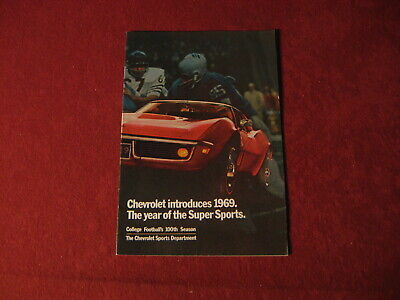 Chevrolet introduces 1969.
The year of the Super Sports.
College Football's 100th Season
The Chevrolet Sports Department